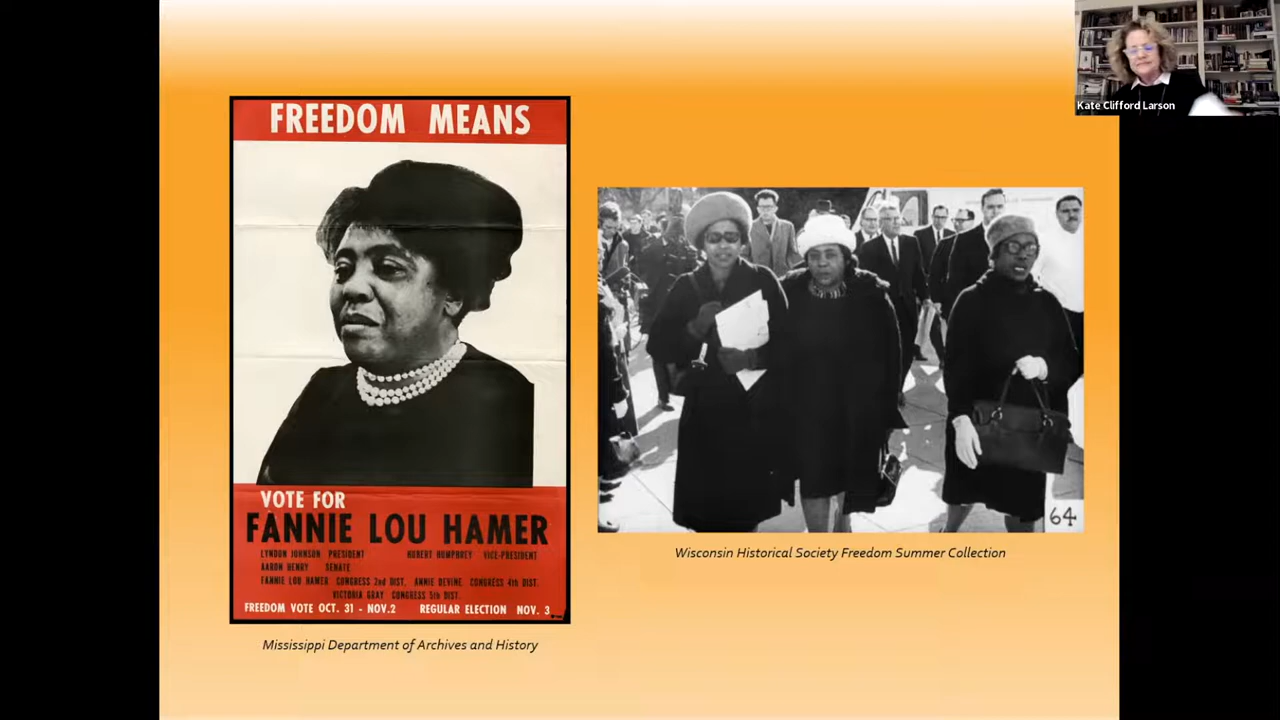 Kate Clifford Larson
FREEDOM MEANS
VOTE FOR
FANNIE LOU HAMER
LYNDON JOHNSON PRESIDENT HUBERT HUMPHREY VICE-PRESIDENT
AARON HENRY SENATE
FANNIE LOU HAMER CONGRESS 2nd DIST. ANNIE DEVINE CONGRESS 4th DIST.
VICTORIA GRAY CONGRESS 5th DIST.
FREEDOM VOTE OCT. 31 - NOV.2 REGULAR ELECTION NOV. 3
Mississippi Department of Archives and History
64
Wisconsin Historical Society Freedom Summer Collection